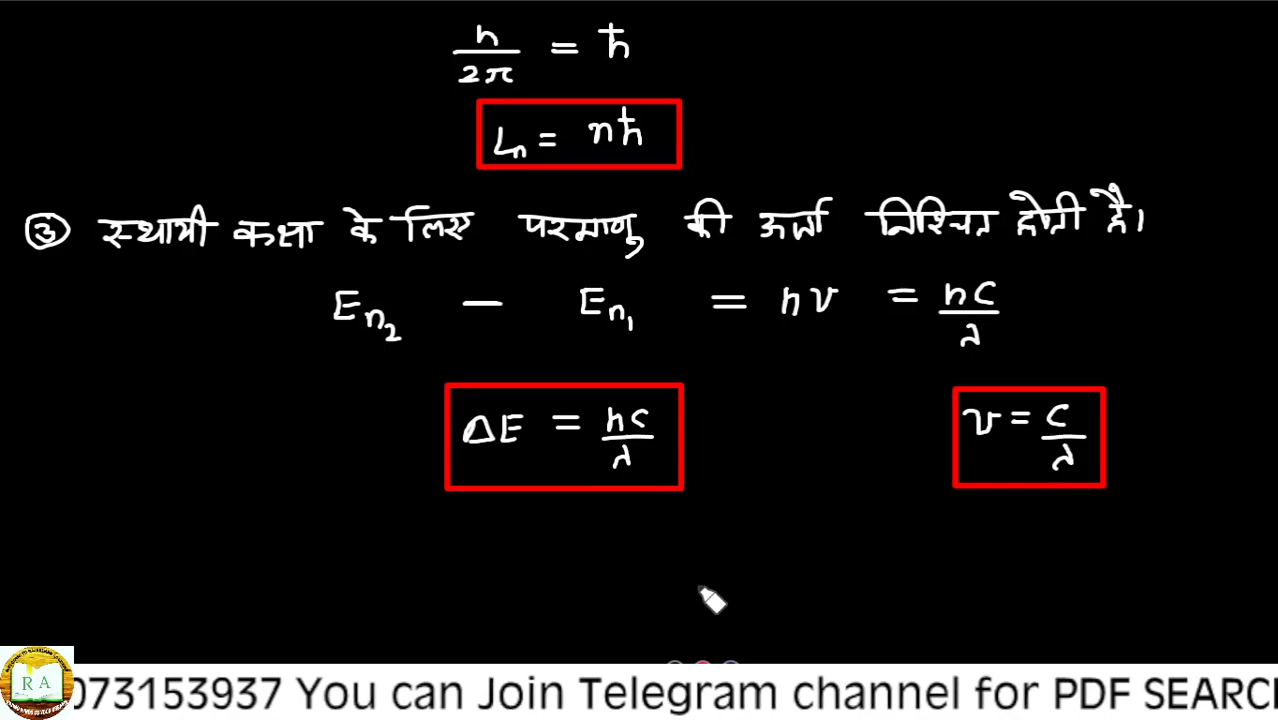 h/2π = ħ
Ln = nħ
③ स्थायी कक्षा के लिए परमाणु की ऊर्जा निश्चित होती है।
En₂ − En₁ = hν = hc/λ
ΔE = hc/λ
ν = c/λ
R A
073153937 You can Join Telegram channel for PDF SEARC